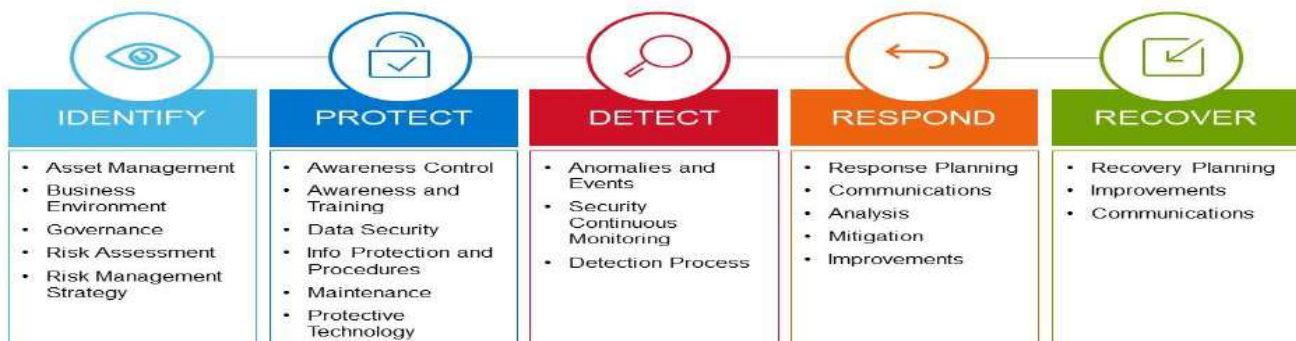 IDENTIFY
• Asset Management
• Business
Environment
• Governance
• Risk Assessment
• Risk Management
Strategy
PROTECT
• Awareness Control
• Awareness and
Training
• Data Security
• Info Protection and
Procedures
• Maintenance
• Protective
Technology
DETECT
• Anomalies and
Events
• Security
Continuous
Monitoring
• Detection Process
RESPOND
• Response Planning
• Communications
• Analysis
• Mitigation
• Improvements
RECOVER
• Recovery Planning
• Improvements
• Communications